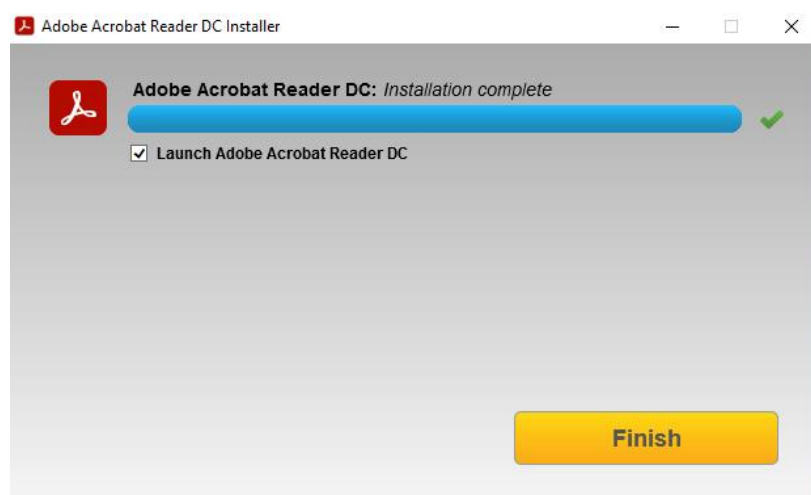 Adobe Acrobat Reader DC Installer
Adobe Acrobat Reader DC: Installation complete
Launch Adobe Acrobat Reader DC
Finish